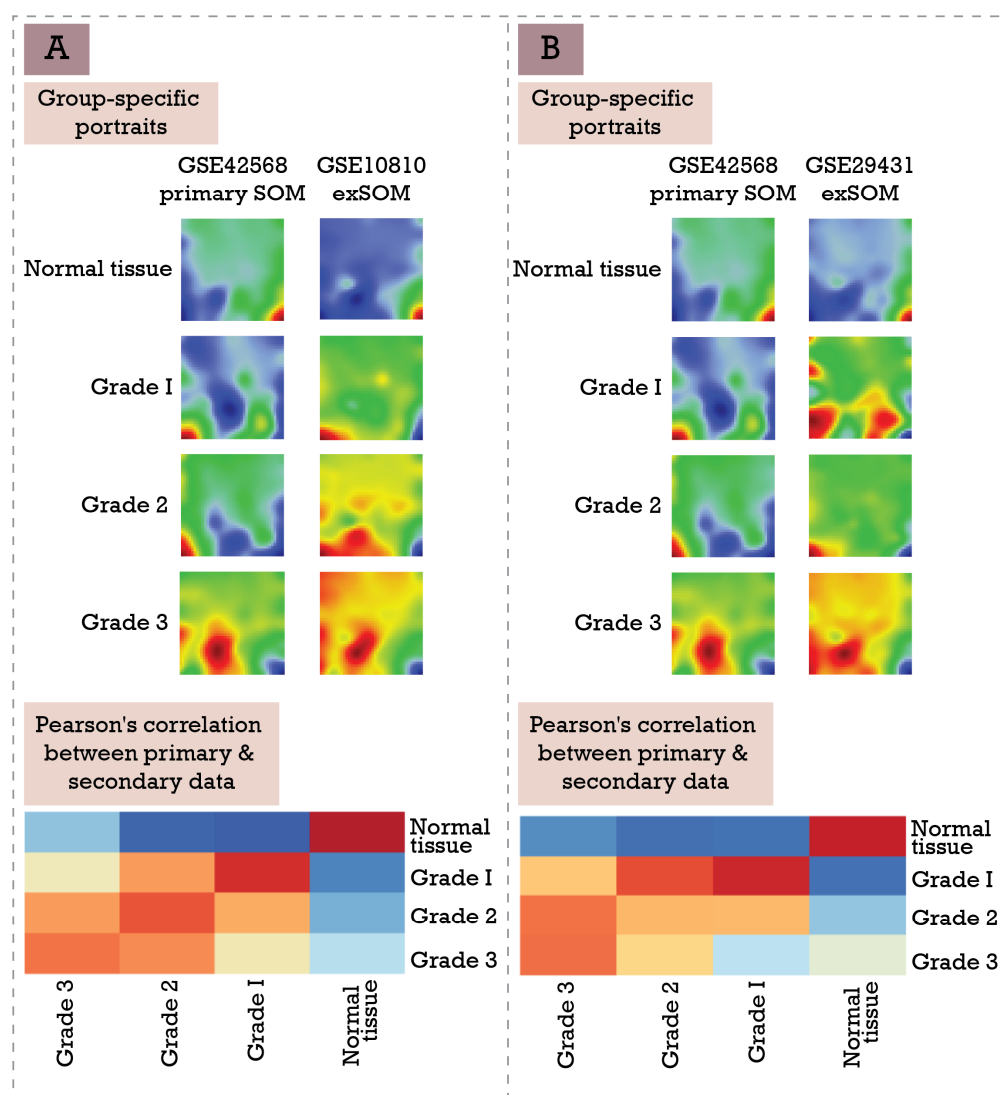 A
Group-specific
portraits
GSE42568
primary SOM
GSE10810
exSOM
Normal tissue
Grade I
Grade 2
Grade 3
Pearson's correlation
between primary &
secondary data
Normal
tissue
Grade I
Grade 2
Grade 3
Grade 3
Grade 2
Grade I
Normal
tissue
B
Group-specific
portraits
GSE42568
primary SOM
GSE29431
exSOM
Normal tissue
Grade I
Grade 2
Grade 3
Pearson's correlation
between primary &
secondary data
Normal
tissue
Grade I
Grade 2
Grade 3
Grade 3
Grade 2
Grade I
Normal
tissue